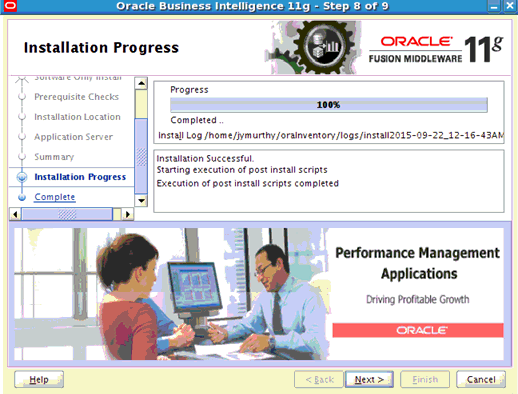 Oracle Business Intelligence 11g - Step 8 of 9
Installation Progress
ORACLE
FUSION MIDDLEWARE
11g
Software Only Install
Prerequisite Checks
Installation Location
Application Server
Summary
Installation Progress
Complete
Progress
100%
Completed ..
Install Log /home/jymurthy/oraInventory/logs/install2015-09-22_12-16-43AM
Installation Successful.
Starting execution of post install scripts
Execution of post install scripts completed
Performance Management
Applications
Driving Profitable Growth
ORACLE
Help
< Back
Next >
Finish
Cancel